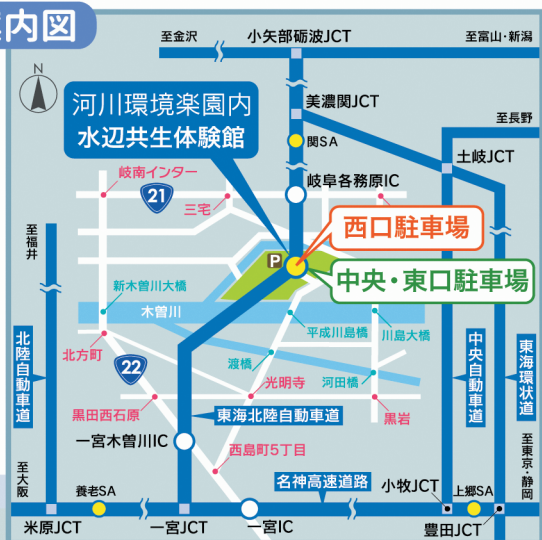 内図
至金沢
小矢部砺波JCT
至富山・新潟
N
河川環境楽園内
水辺共生体験館
美濃関JCT
至長野
関SA
土岐JCT
岐南インター
21
三宅
岐阜各務原IC
西口駐車場
P
中央・東口駐車場
至福井
新木曽川大橋
木曽川
平成川島橋
川島大橋
北方町
22
渡橋
河田橋
光明寺
北陸自動車道
中央自動車道
東海環状道
黒田西石原
東海北陸自動車道
黒岩
一宮木曽川IC
西島町5丁目
至大阪
養老SA
名神高速道路
小牧JCT
上郷SA
至東京・静岡
米原JCT
一宮JCT
一宮IC
豊田JCT